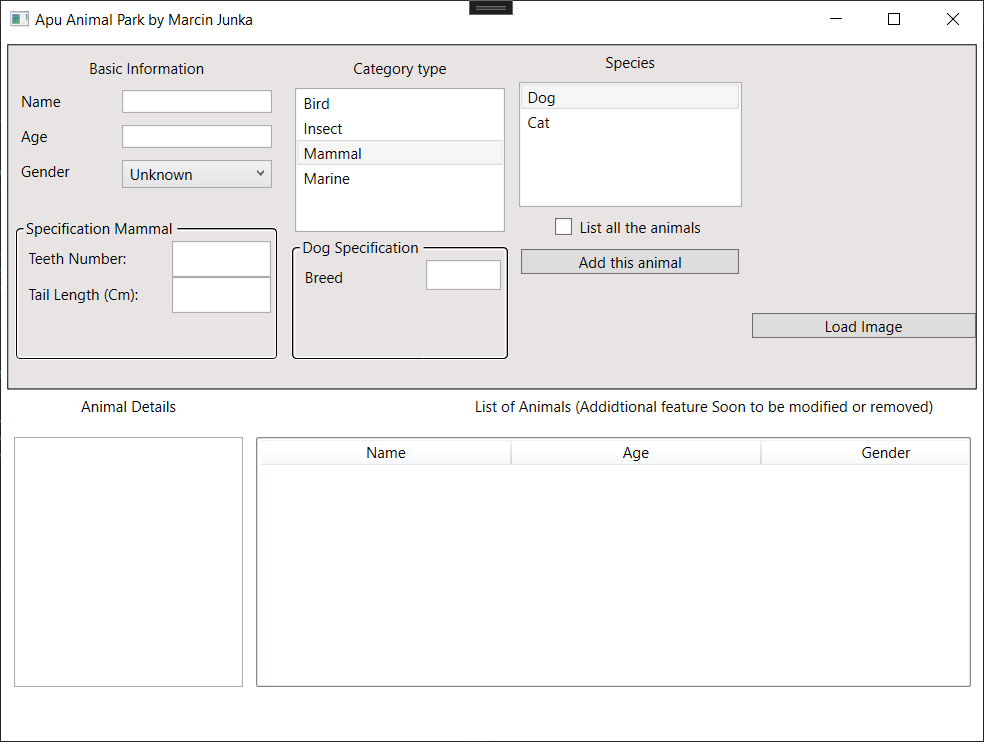 Apu Animal Park by Marcin Junka
Basic Information
Name
Age
Gender
Unknown
Category type
Bird
Insect
Mammal
Marine
Species
Dog
Cat
List all the animals
Add this animal
Specification Mammal
Teeth Number:
Tail Length (Cm):
Dog Specification
Breed
Load Image
Animal Details
List of Animals (Addidtional feature Soon to be modified or removed)
Name Age Gender